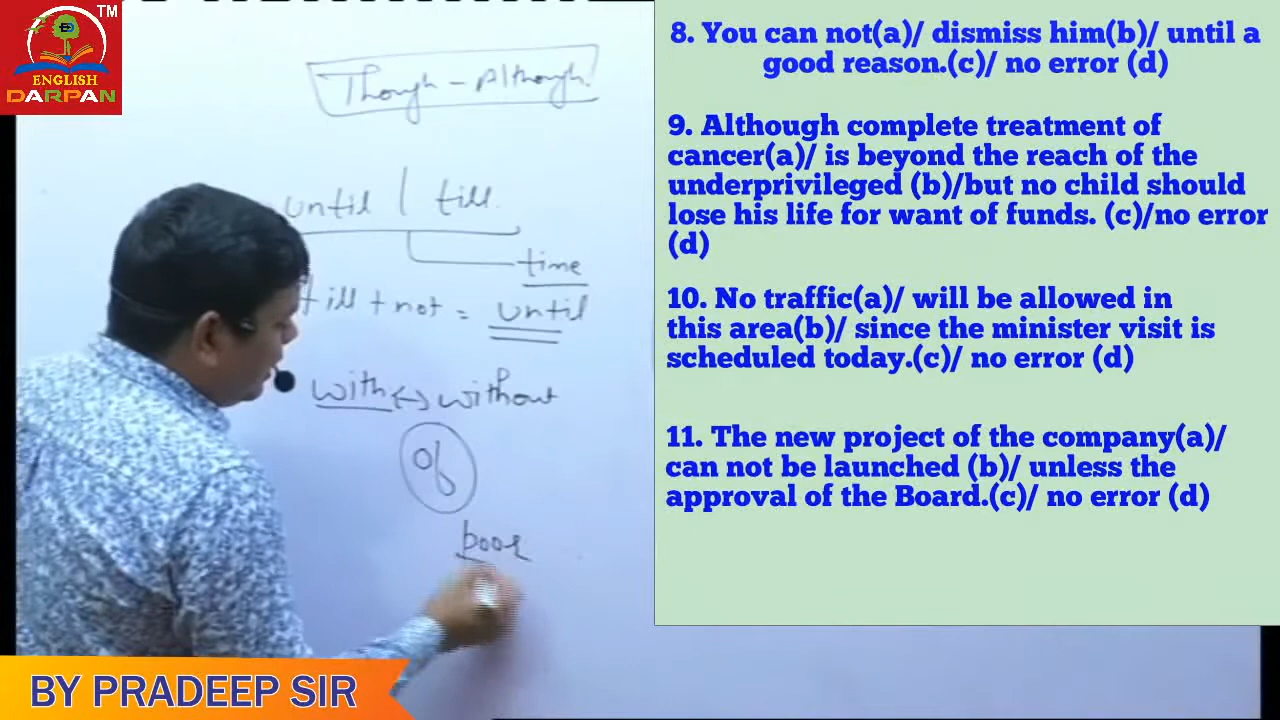 TM
ENGLISH
DARPAN
Though - Although
until | till
time
till + not = until
with ↔ without
of
poor
8. You can not(a)/ dismiss him(b)/ until a
good reason.(c)/ no error (d)
9. Although complete treatment of
cancer(a)/ is beyond the reach of the
underprivileged (b)/but no child should
lose his life for want of funds. (c)/no error
(d)
10. No traffic(a)/ will be allowed in
this area(b)/ since the minister visit is
scheduled today.(c)/ no error (d)
11. The new project of the company(a)/
can not be launched (b)/ unless the
approval of the Board.(c)/ no error (d)
BY PRADEEP SIR